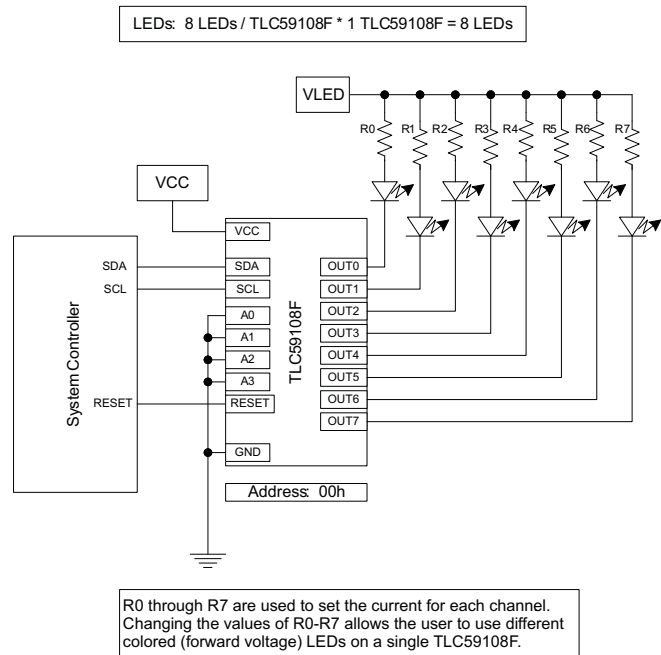 LEDs: 8 LEDs / TLC59108F * 1 TLC59108F = 8 LEDs
VLED
R0
R1
R2
R3
R4
R5
R6
R7
VCC
System Controller
SDA
SCL
RESET
TLC59108F
VCC
SDA
SCL
A0
A1
A2
A3
RESET
GND
OUT0
OUT1
OUT2
OUT3
OUT4
OUT5
OUT6
OUT7
Address: 00h
R0 through R7 are used to set the current for each channel.
Changing the values of R0-R7 allows the user to use different
colored (forward voltage) LEDs on a single TLC59108F.